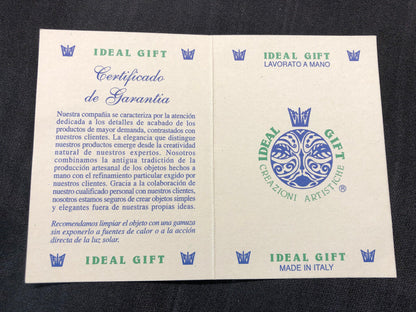 IDEAL GIFT
Certificado
de Garantia
Nuestra compañia se caracteriza por la atención
dedicada a los detalles de acabado de los
productos de mayor demanda, contrastados con
nuestros clientes. La elegancia que distingue
nuestros productos emerge desde la creatividad
natural de nuestros expertos. Nosotros
combinamos la antigua tradición de la
producción artesanal de los objetos hechos a
mano con el refinamiento particular exigido por
nuestros clientes. Gracia a la colaboración de
nuestro cualificado personal con nuestros clientes,
nosotros estamos seguros de crear objetos simples
y elegantes fuera de nuestras propias ideas.
Recomendamos limpiar el objeto con una gamuza
sin exponerlo a fuentes de calor o a la acción
directa de la luz solar.
IDEAL GIFT
IDEAL GIFT
LAVORATO A MANO
IDEAL GIFT
CREAZIONI ARTISTICHE
®
IDEAL GIFT
MADE IN ITALY